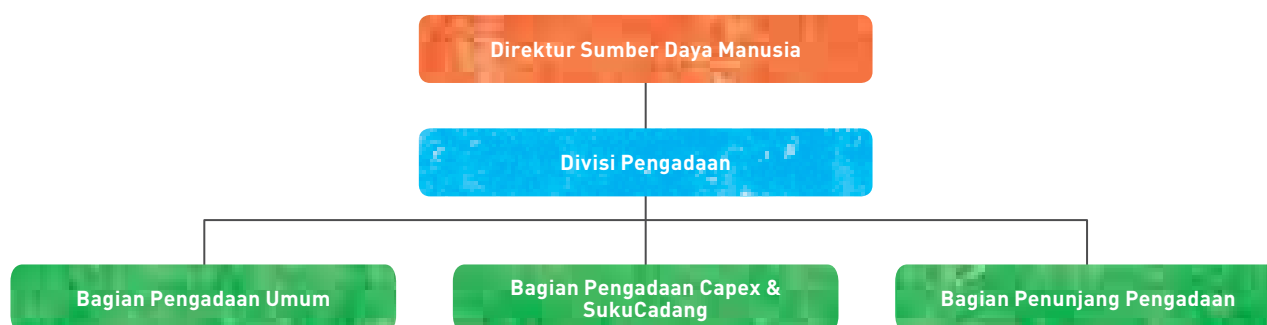 Direktur Sumber Daya Manusia
Divisi Pengadaan
Bagian Pengadaan Umum
Bagian Pengadaan Capex &
SukuCadang
Bagian Penunjang Pengadaan